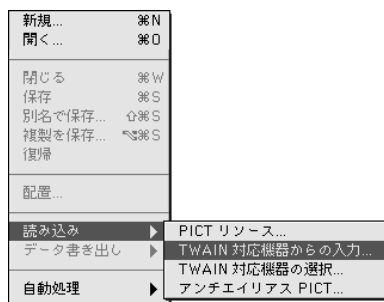 新規... ⌘N
開く... ⌘O
閉じる ⌘W
保存 ⌘S
別名で保存... ⇧⌘S
複製を保存... ⌥⌘S
復帰
配置...
読み込み ▶
データ書き出し ▶
自動処理 ▶
PICT リソース...
TWAIN 対応機器からの入力...
TWAIN 対応機器の選択...
アンチエイリアス PICT...